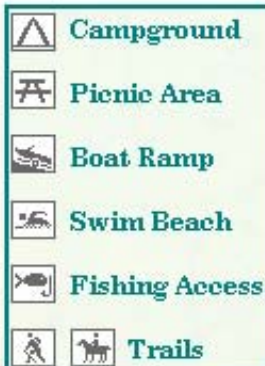 Campground
Picnic Area
Boat Ramp
Swim Beach
Fishing Access
Trails